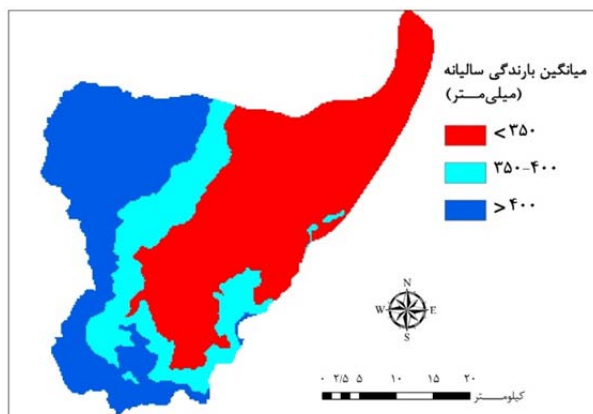 میانگین بارندگی سالیانه
(میلی‌متر)
< ۳۵۰
۳۵۰-۴۰۰
> ۴۰۰
N
W E
S
۰ ۲/۵ ۵ ۱۰ ۱۵ ۲۰
کیلومتر